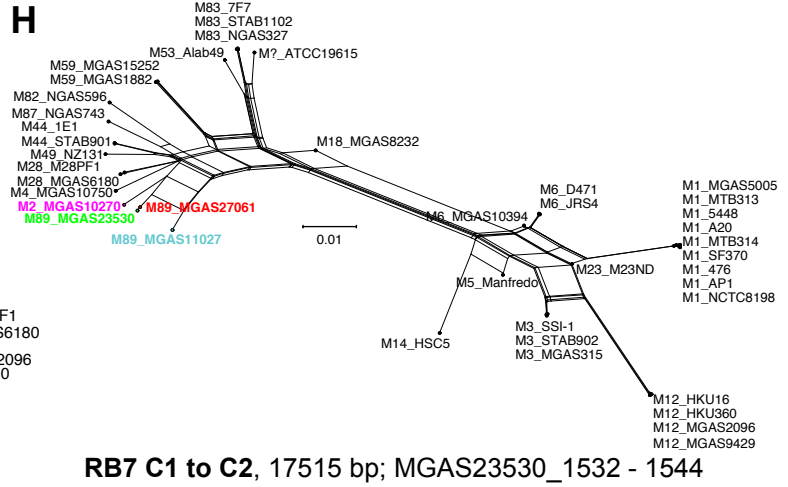 H
M83_7F7
M83_STAB1102
M83_NGAS327
M53_Alab49
M?_ATCC19615
M59_MGAS15252
M59_MGAS1882
M82_NGAS596
M87_NGAS743
M44_1E1
M44_STAB901
M49_NZ131
M28_M28PF1
M28_MGAS6180
M4_MGAS10750
M2_MGAS10270
M89_MGAS23530
M89_MGAS27061
M89_MGAS11027
M18_MGAS8232
0.01
M6_D471
M6_JRS4
M6_MGAS10394
M1_MGAS5005
M1_MTB313
M1_5448
M1_A20
M1_MTB314
M1_SF370
M1_476
M1_AP1
M1_NCTC8198
M23_M23ND
M5_Manfredo
M14_HSC5
M3_SSI-1
M3_STAB902
M3_MGAS315
F1
S6180
2096
0
M12_HKU16
M12_HKU360
M12_MGAS2096
M12_MGAS9429
RB7 C1 to C2, 17515 bp; MGAS23530_1532 - 1544